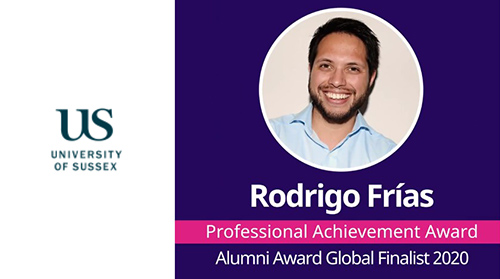 US
UNIVERSITY
OF SUSSEX
Rodrigo Frías
Professional Achievement Award
Alumni Award Global Finalist 2020